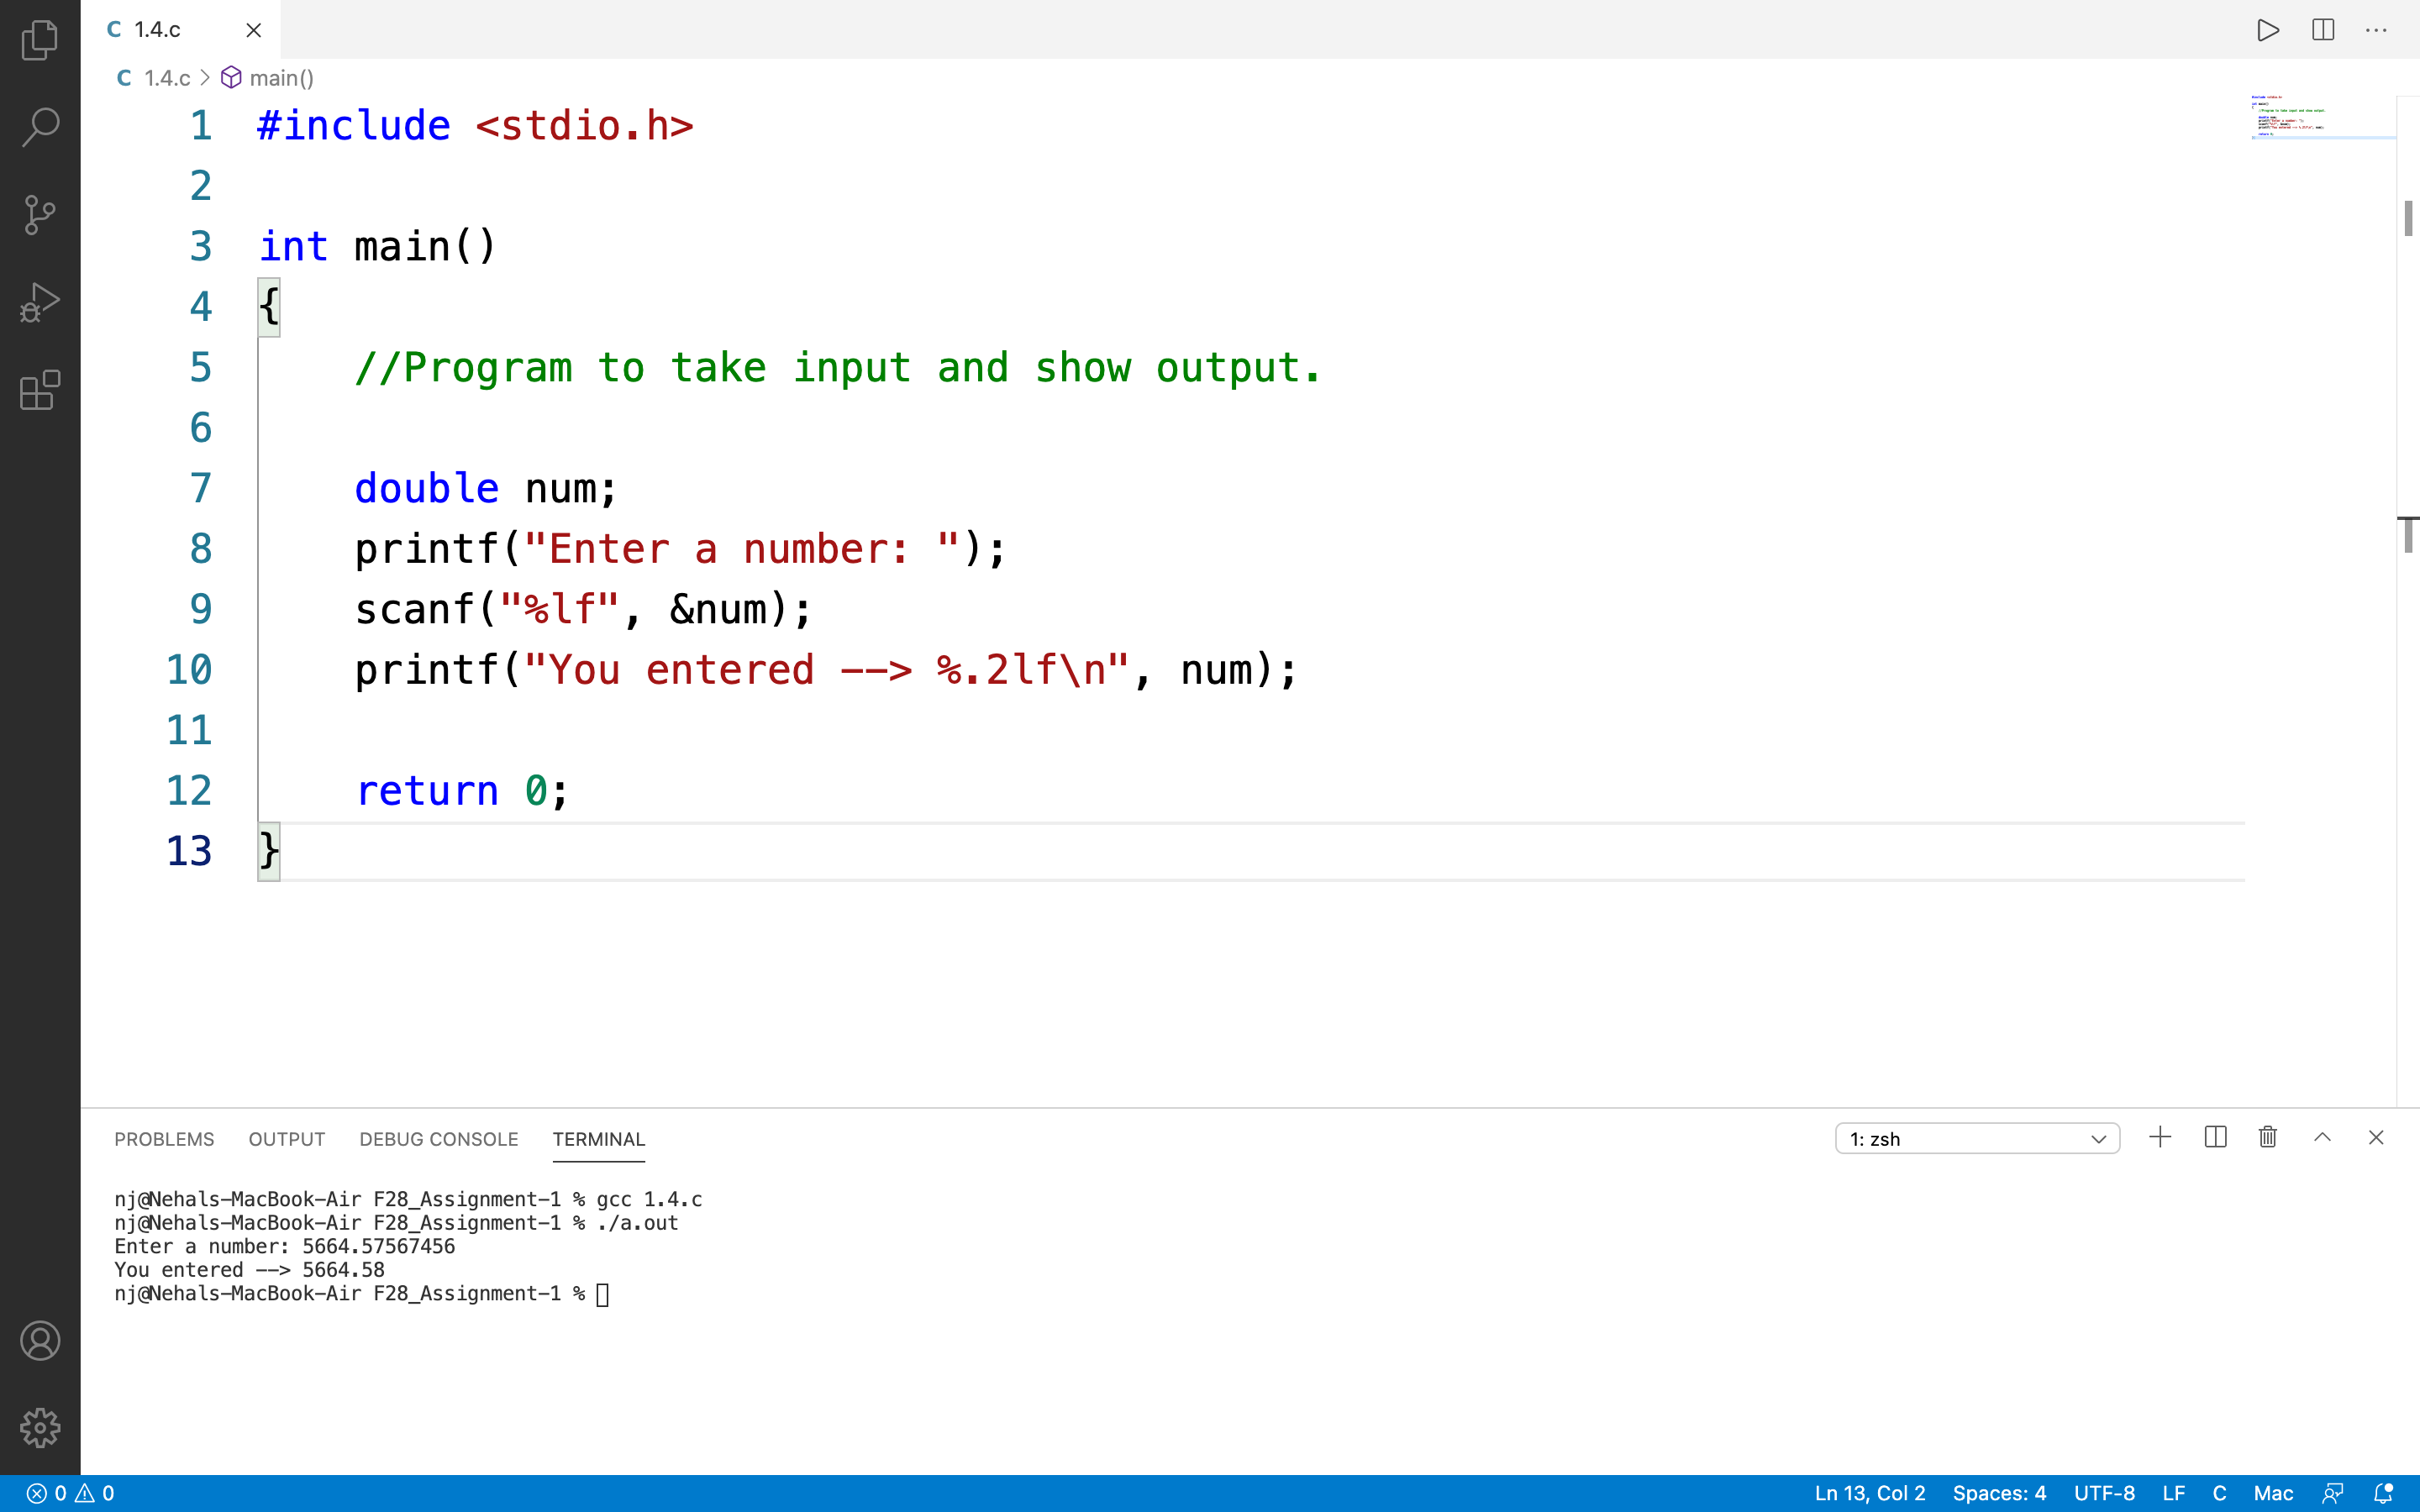 C 1.4.c
C 1.4.c > main()
1 #include <stdio.h>
2
3 int main()
4 {
5     //Program to take input and show output.
6
7     double num;
8     printf("Enter a number: ");
9     scanf("%lf", &num);
10     printf("You entered --> %.2lf\n", num);
11
12     return 0;
13 }
PROBLEMS OUTPUT DEBUG CONSOLE TERMINAL 1: zsh
nj@Nehals-MacBook-Air F28_Assignment-1 % gcc 1.4.c
nj@Nehals-MacBook-Air F28_Assignment-1 % ./a.out
Enter a number: 5664.57567456
You entered --> 5664.58
nj@Nehals-MacBook-Air F28_Assignment-1 %
0 0 Ln 13, Col 2 Spaces: 4 UTF-8 LF C Mac